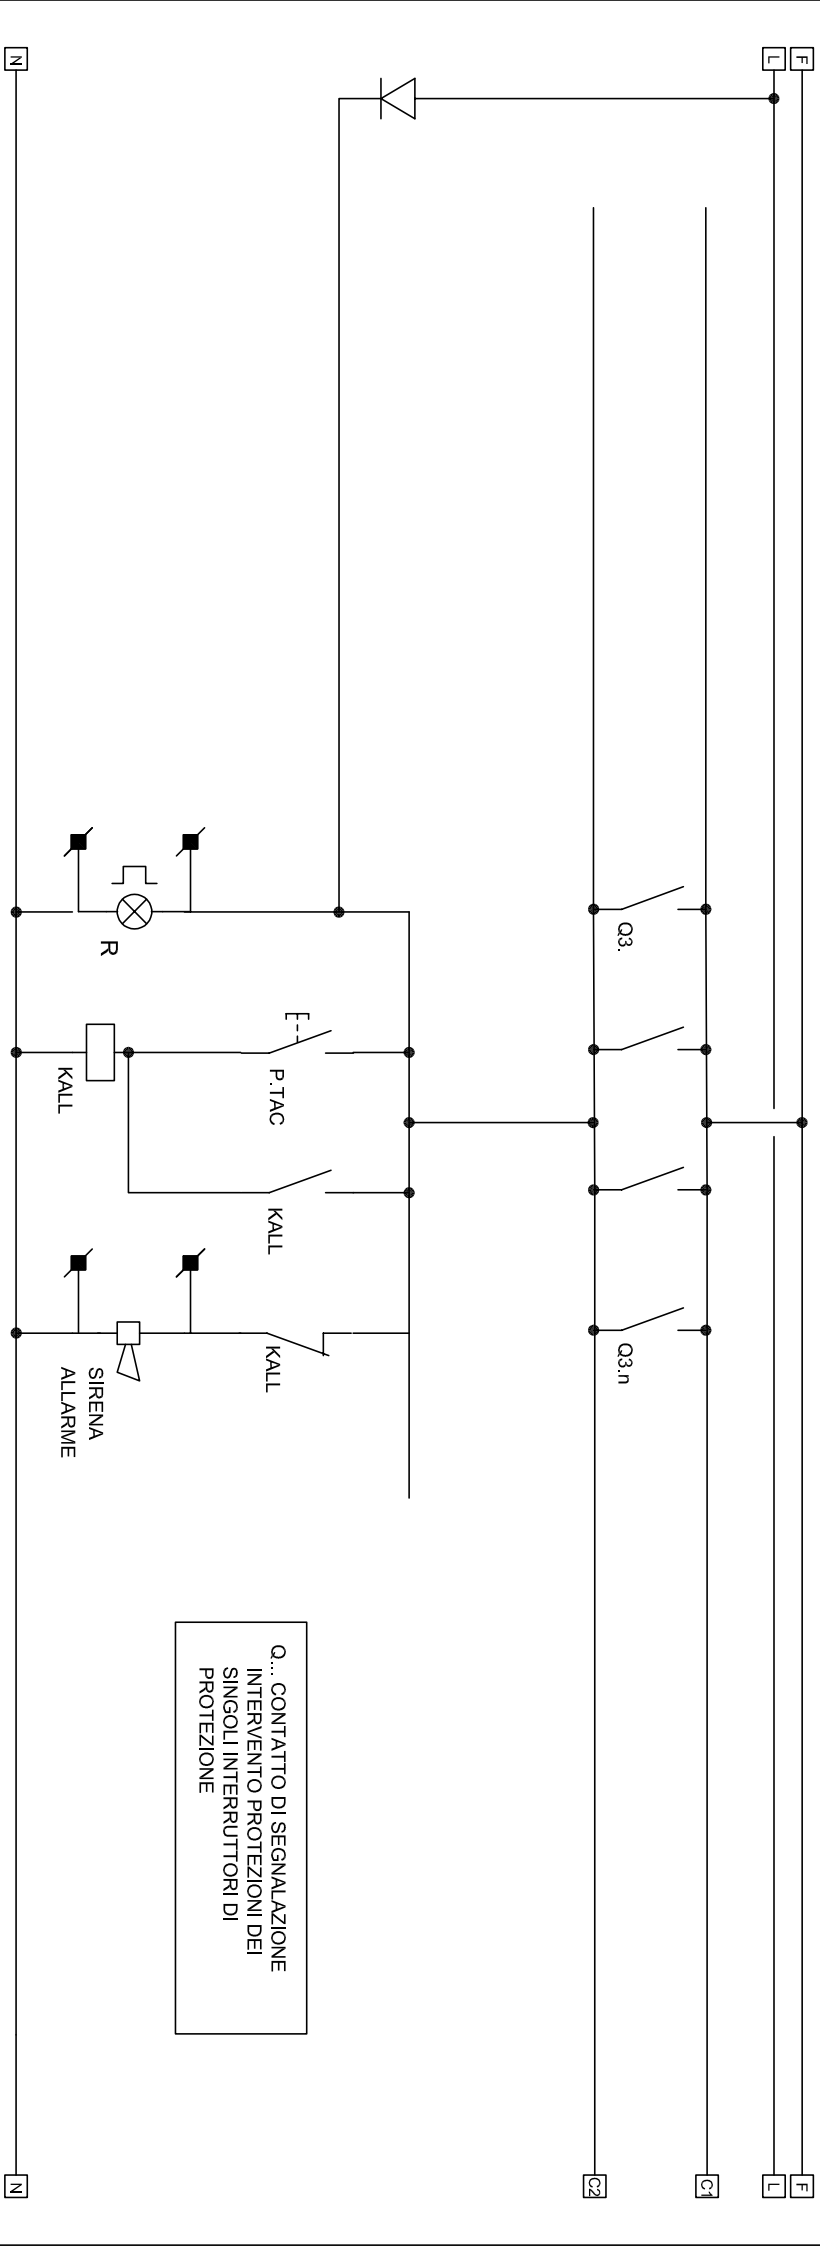 F
L
N
Q3.
Q3.n
P.TAC
KALL
KALL
KALL
R
SIRENA
ALLARME
Q... CONTATTO DI SEGNALAZIONE
INTERVENTO PROTEZIONI DEI
SINGOLI INTERRUTTORI DI
PROTEZIONE
F
L
C1
C2
N